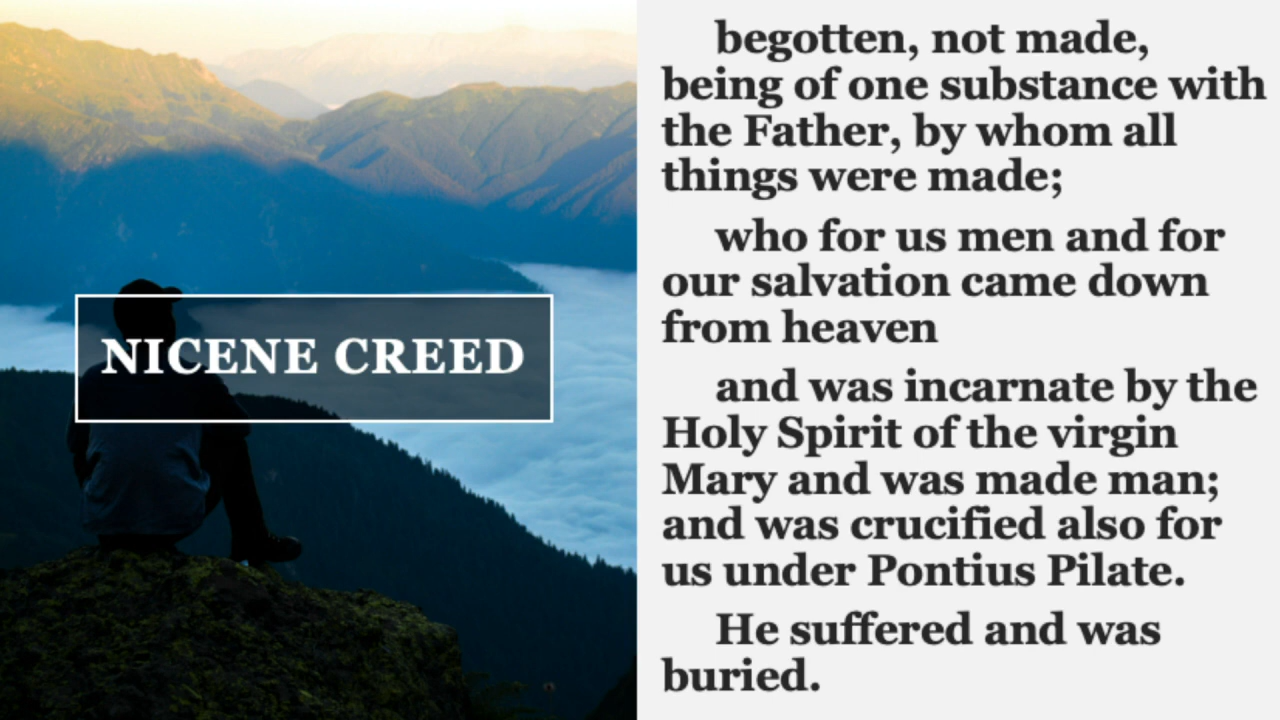 NICENE CREED
begotten, not made,
being of one substance with
the Father, by whom all
things were made;
who for us men and for
our salvation came down
from heaven
and was incarnate by the
Holy Spirit of the virgin
Mary and was made man;
and was crucified also for
us under Pontius Pilate.
He suffered and was
buried.